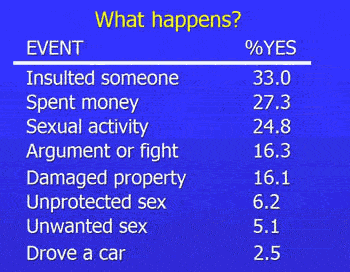 What happens?
EVENT %YES
Insulted someone 33.0
Spent money 27.3
Sexual activity 24.8
Argument or fight 16.3
Damaged property 16.1
Unprotected sex 6.2
Unwanted sex 5.1
Drove a car 2.5